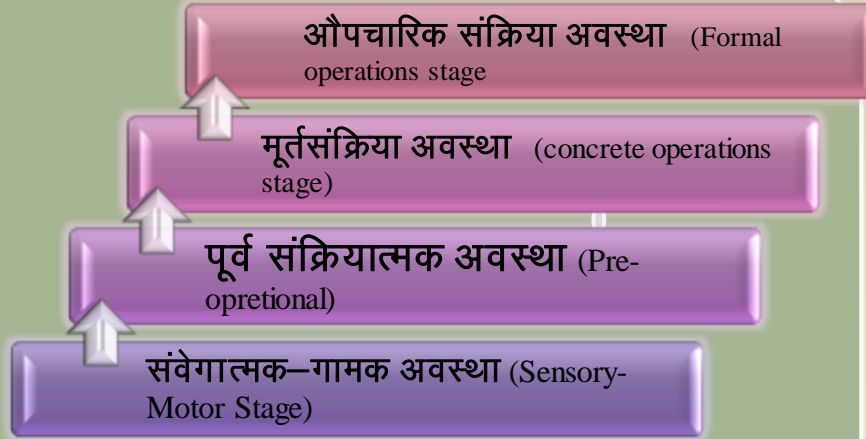 औपचारिक संक्रिया अवस्था (Formal
operations stage
मूर्तसंक्रिया अवस्था (concrete operations
stage)
पूर्व संक्रियात्मक अवस्था (Pre-
opretional)
संवेगात्मक–गामक अवस्था (Sensory-
Motor Stage)